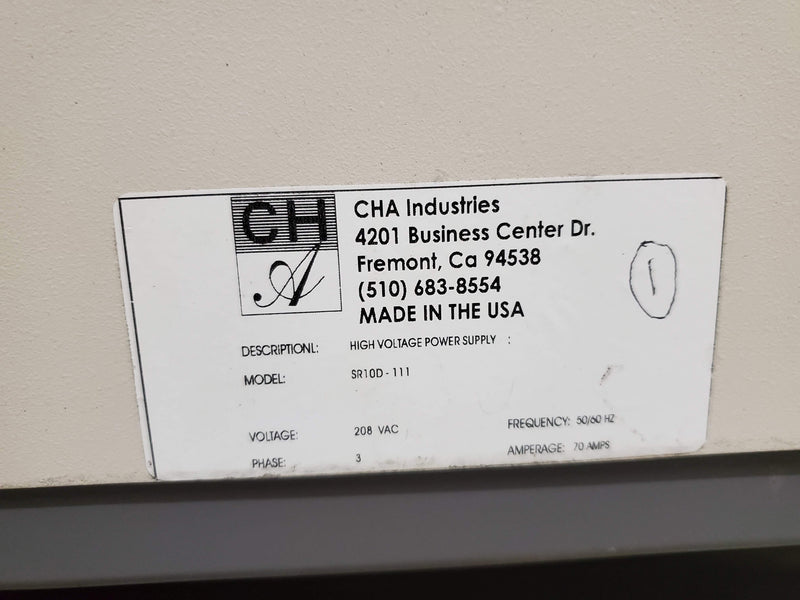 CH
A
CHA Industries
4201 Business Center Dr.
Fremont, Ca 94538
(510) 683-8554
MADE IN THE USA
1
DESCRIPTIONL: HIGH VOLTAGE POWER SUPPLY :
MODEL: SR10D - 111
VOLTAGE: 208 VAC FREQUENCY: 50/60 HZ
PHASE: 3 AMPERAGE: 70 AMPS